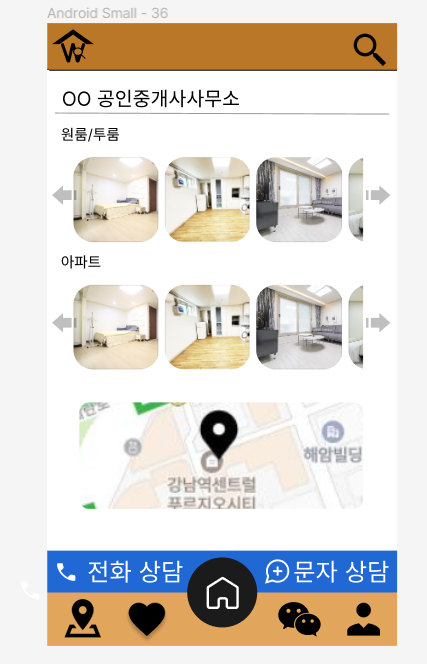 Android Small - 36
OO 공인중개사사무소
원룸/투룸
아파트
해암빌딩
강남역센트럴
푸르지오시티
전화 상담
문자 상담